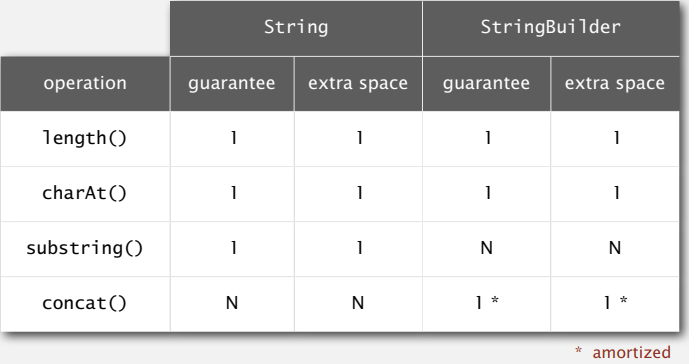 String StringBuilder
operation guarantee extra space guarantee extra space
length() 1 1 1 1
charAt() 1 1 1 1
substring() 1 1 N N
concat() N N 1 * 1 *
* amortized